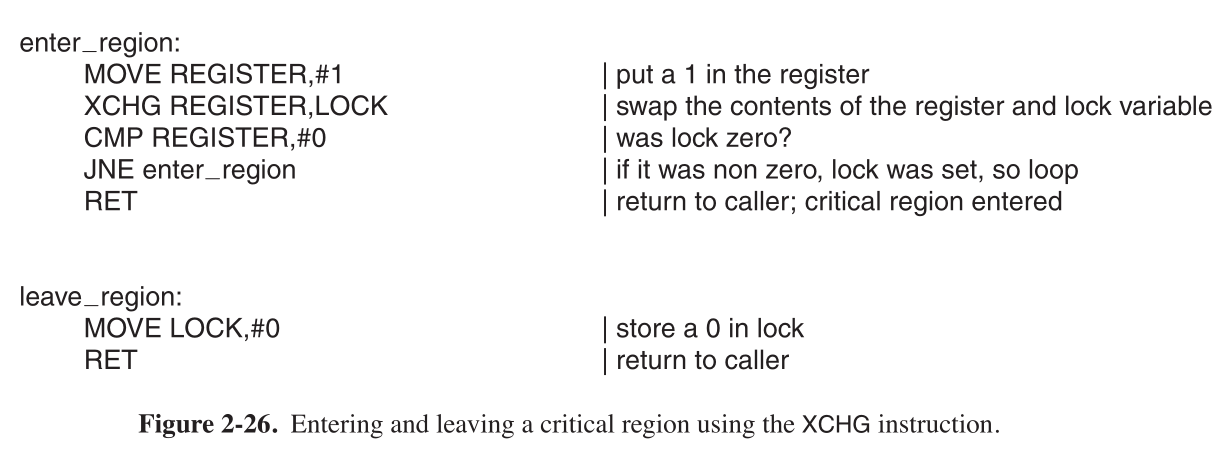 enter_region:
MOVE REGISTER,#1 | put a 1 in the register
XCHG REGISTER,LOCK | swap the contents of the register and lock variable
CMP REGISTER,#0 | was lock zero?
JNE enter_region | if it was non zero, lock was set, so loop
RET | return to caller; critical region entered
leave_region:
MOVE LOCK,#0 | store a 0 in lock
RET | return to caller
Figure 2-26. Entering and leaving a critical region using the XCHG instruction.